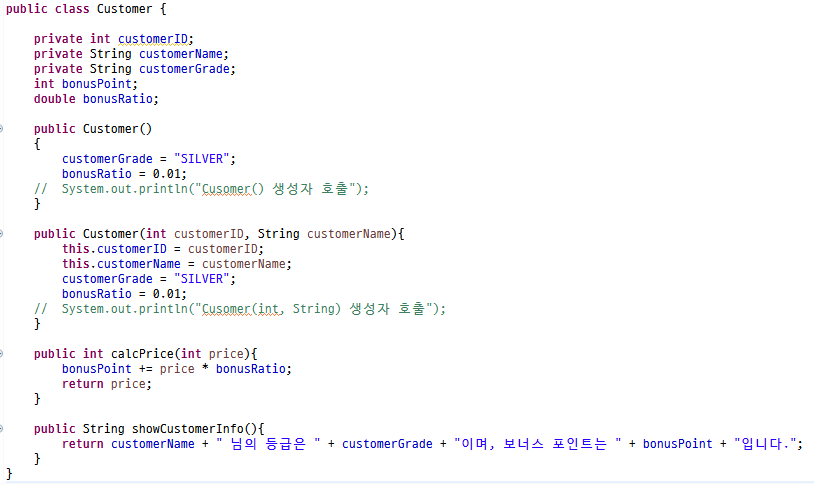 public class Customer {
private int customerID;
private String customerName;
private String customerGrade;
int bonusPoint;
double bonusRatio;
public Customer()
{
customerGrade = "SILVER";
bonusRatio = 0.01;
//  System.out.println("Cusomer() 생성자 호출");
}
public Customer(int customerID, String customerName){
this.customerID = customerID;
this.customerName = customerName;
customerGrade = "SILVER";
bonusRatio = 0.01;
//  System.out.println("Cusomer(int, String) 생성자 호출");
}
public int calcPrice(int price){
bonusPoint += price * bonusRatio;
return price;
}
public String showCustomerInfo(){
return customerName + " 님의 등급은 " + customerGrade + "이며, 보너스 포인트는 " + bonusPoint + "입니다.";
}
}